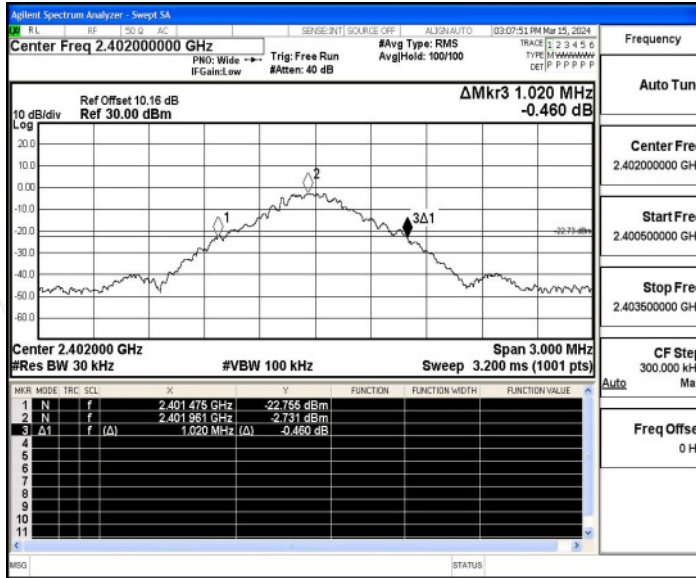 Agilent Spectrum Analyzer - Swept SA
RL RF 50 Ω AC SENSE:INT SOURCE OFF ALIGNAUTO 03:07:51 PM Mar 15, 2024
Center Freq 2.402000000 GHz
PNO: Wide
IFGain:Low
Trig: Free Run
#Atten: 40 dB
#Avg Type: RMS
Avg|Hold: 100/100
TRACE 1 2 3 4 5 6
TYPE M WWWWW
DET P P P P P P
Ref Offset 10.16 dB
Ref 30.00 dBm
10 dB/div
Log
ΔMkr3 1.020 MHz
-0.460 dB
20.0
10.0
0.00
-10.0
-20.0
-30.0
-40.0
-50.0
-60.0
1
2
3Δ1
-22.73 dBm
Center 2.402000 GHz
Span 3.000 MHz
#Res BW 30 kHz
#VBW 100 kHz
Sweep 3.200 ms (1001 pts)
MKR MODE TRC SCL X Y FUNCTION FUNCTION WIDTH FUNCTION VALUE
1 N f 2.401 475 GHz -22.755 dBm
2 N f 2.401 961 GHz -2.731 dBm
3 Δ1 f (Δ) 1.020 MHz (Δ) -0.460 dB
4
5
6
7
8
9
10
11
MSG
STATUS
Frequency
Auto Tun
Center Fre
2.402000000 GH
Start Fre
2.400500000 GH
Stop Fre
2.403500000 GH
CF Step
300.000 kH
Auto Ma
Freq Offse
0 H